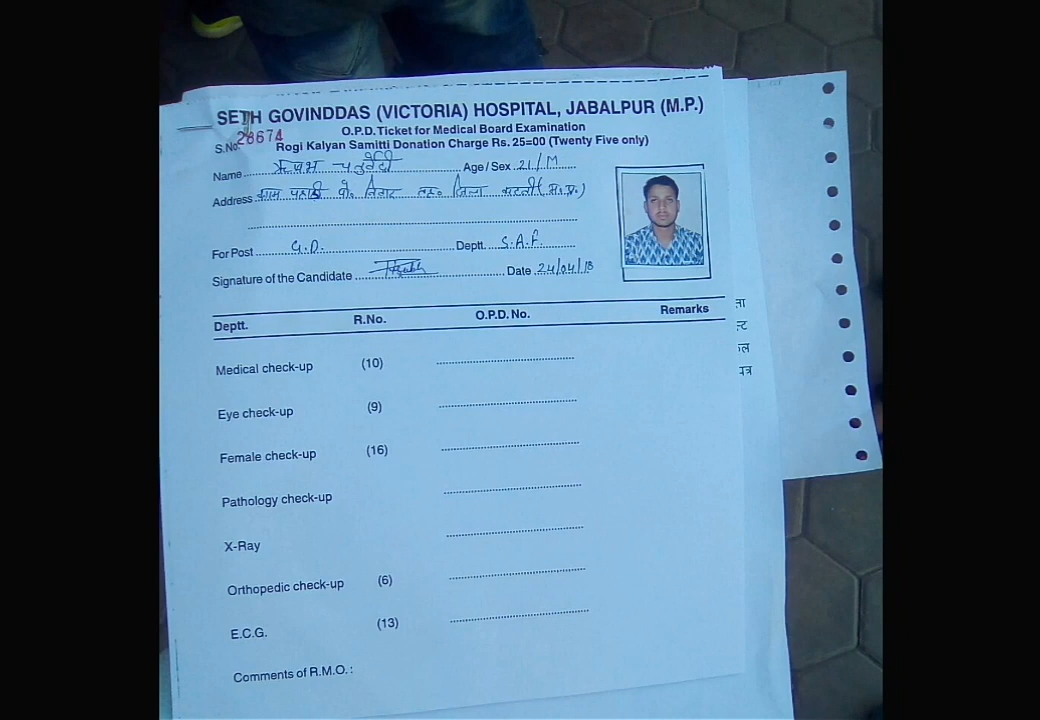 SETH GOVINDDAS (VICTORIA) HOSPITAL, JABALPUR (M.P.)
O.P.D. Ticket for Medical Board Examination
S.No. 28674 Rogi Kalyan Samitti Donation Charge Rs. 25=00 (Twenty Five only)
Name ऋषभ चतुर्वेदी Age / Sex 21/M
Address ग्राम पहाड़ी जिला (म.प्र.)
For Post G.D. Deptt. S.A.F.
Signature of the Candidate Date 24/04/18
Deptt. R.No. O.P.D. No. Remarks
Medical check-up (10)
Eye check-up (9)
Female check-up (16)
Pathology check-up
X-Ray
Orthopedic check-up (6)
E.C.G. (13)
Comments of R.M.O. :